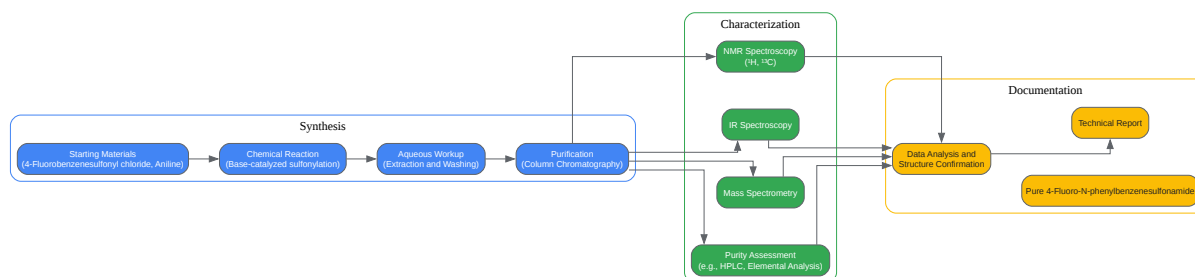 Synthesis
Starting Materials
(4-Fluorobenzenesulfonyl chloride, Aniline)
Chemical Reaction
(Base-catalyzed sulfonylation)
Aqueous Workup
(Extraction and Washing)
Purification
(Column Chromatography)
Characterization
NMR Spectroscopy
(¹H, ¹³C)
IR Spectroscopy
Mass Spectrometry
Purity Assessment
(e.g., HPLC, Elemental Analysis)
Documentation
Technical Report
Data Analysis and
Structure Confirmation
Pure 4-Fluoro-N-phenylbenzenesulfonamide